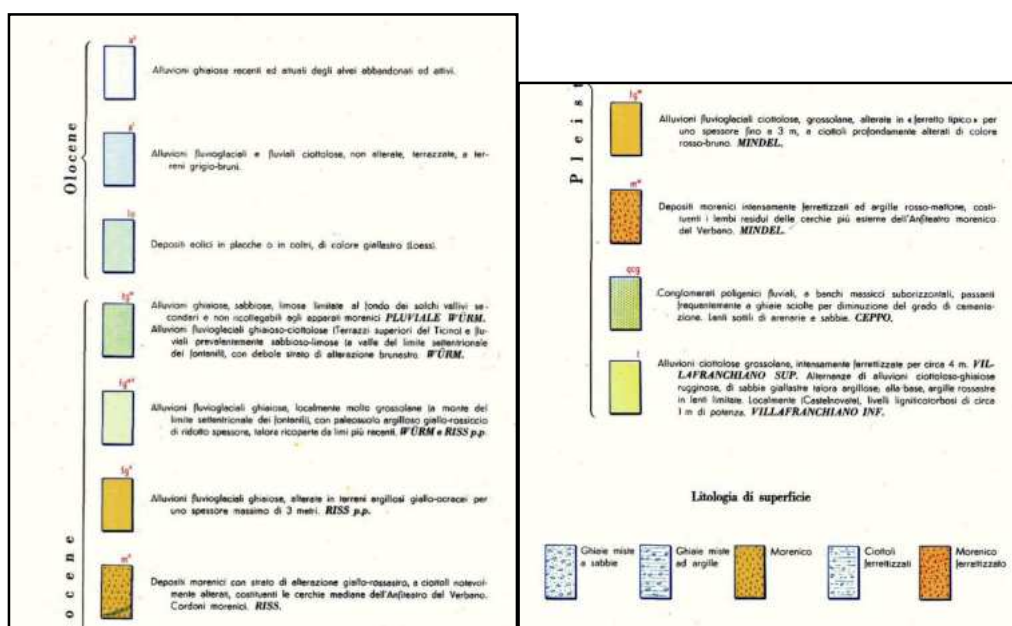 Olocene
a²
Alluvioni ghiaiose recenti ed attuali degli alvei abbandonati ed attivi.
a¹
Alluvioni fluvioglaciali e fluviali ciottolose, non alterate, terrazzate, a ter-
reni grigio-bruni.
lo
Depositi eolici in placche o in coltri, di colore giallastro (Loess).
ocene
fgᵂ
Alluvioni ghiaiose, sabbiose, limose limitate al fondo dei solchi vallivi se-
condari e non ricollegabili agli apparati morenici PLUVIALE WÜRM.
Alluvioni fluvioglaciali ghiaioso-ciottolose (Terrazzi superiori del Ticino) e flu-
viali prevalentemente sabbioso-limose (a valle del limite settentrionale
dei fontanili), con debole strato di alterazione brunastro. WÜRM.
Alluvioni fluvioglaciali ghiaiose, localmente molto grossolane (a monte del
limite settentrionale dei fontanili), con paleosuolo argilloso giallo-rossiccio
di ridotto spessore, talora ricoperte da limi più recenti. WÜRM e RISS p.p.
Alluvioni fluvioglaciali ghiaiose, alterate in terreni argillosi giallo-ocracei per
uno spessore massimo di 3 metri. RISS p.p.
Depositi morenici con strato di alterazione giallo-rossastro, a ciottoli notevol-
mente alterati, costituenti le cerchie mediane dell'Anfiteatro del Verbano.
Cordoni morenici. RISS.
Pleist
Alluvioni fluvioglaciali ciottolose, grossolane, alterate in «ferretto tipico» per
uno spessore fino a 3 m, a ciottoli profondamente alterati di colore
rosso-bruno. MINDEL.
Depositi morenici intensamente ferrettizzati ad argille rosso-mattone, costi-
tuenti i lembi residui delle cerchie più esterne dell'Anfiteatro morenico
del Verbano. MINDEL.
qcg
Conglomerati poligenici fluviali, a banchi massicci suborizzontali, passanti
frequentemente a ghiaie sciolte per diminuzione del grado di cementa-
zione. Lenti sottili di arenarie e sabbie. CEPPO.
Alluvioni ciottolose grossolane, intensamente ferrettizzate per circa 4 m. VIL-
LAFRANCHIANO SUP. Alternanze di alluvioni ciottoloso-ghiaiose
rugginose, di sabbie giallastre talora argillose; alla base, argille rossastre
in lenti limitate. Localmente (Castelnovate), livelli ligniticotorbosi di circa
1 m di potenza. VILLAFRANCHIANO INF.
Litologia di superficie
Ghiaie miste
a sabbie
Ghiaie miste
ad argille
Morenico
Ciottoli
ferrettizzati
Morenico
ferrettizzato